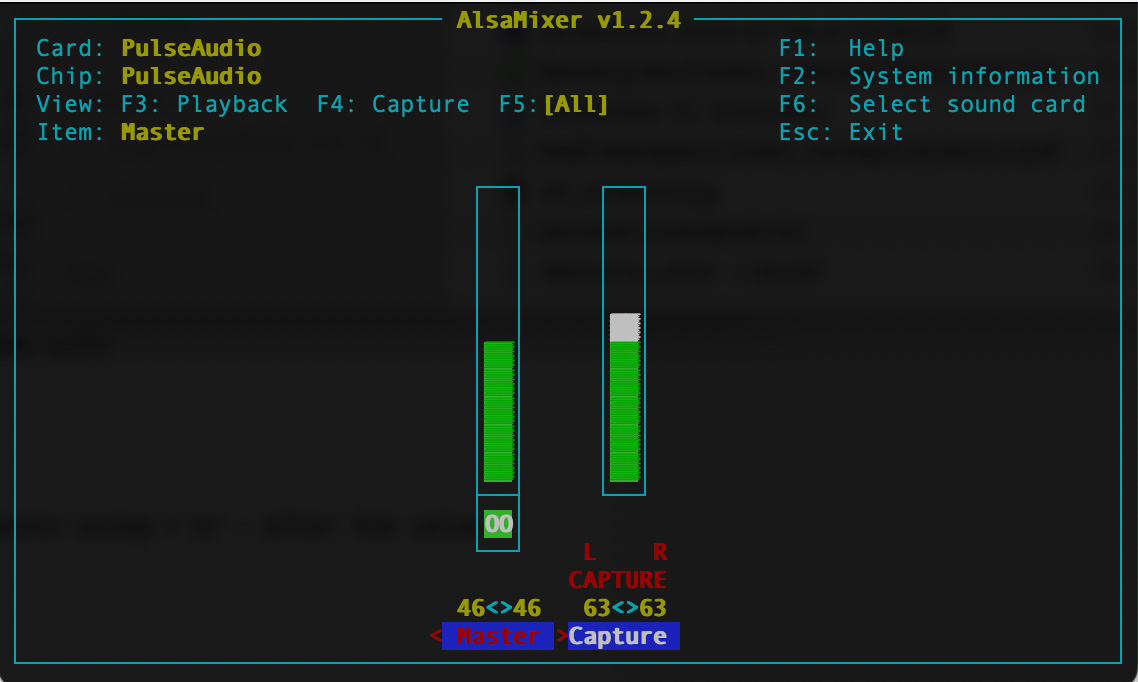 AlsaMixer v1.2.4
Card: PulseAudio F1: Help
Chip: PulseAudio F2: System information
View: F3: Playback F4: Capture F5:[All] F6: Select sound card
Item: Master Esc: Exit
OO
L R
CAPTURE
46<>46 63<>63
< Master >Capture